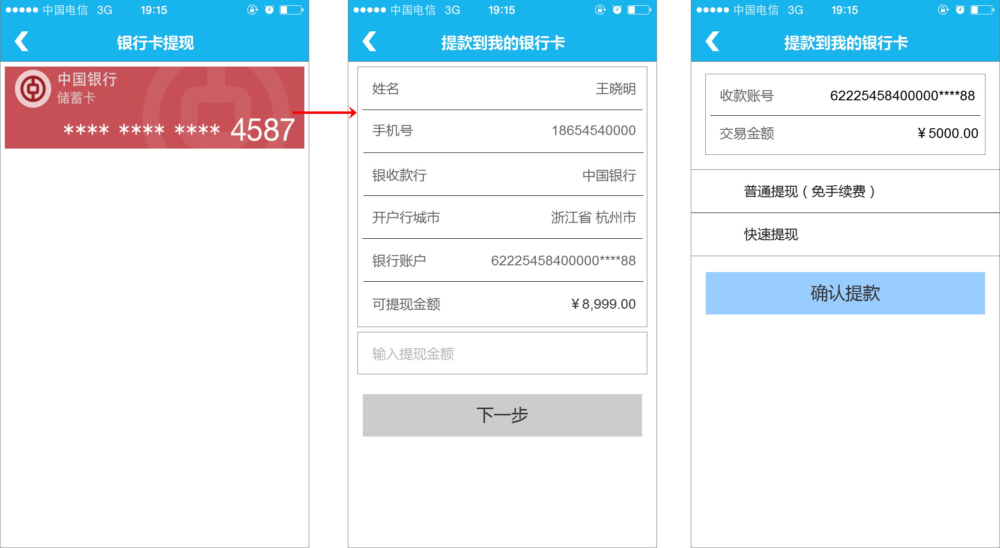 中国电信 3G 19:15
银行卡提现
中国银行
储蓄卡
**** **** **** 4587
中国电信 3G 19:15
提款到我的银行卡
姓名 王晓明
手机号 18654540000
银收款行 中国银行
开户行城市 浙江省 杭州市
银行账户 62225458400000****88
可提现金额 ￥8,999.00
输入提现金额
下一步
中国电信 3G 19:15
提款到我的银行卡
收款账号 62225458400000****88
交易金额 ￥5000.00
普通提现（免手续费）
快速提现
确认提款